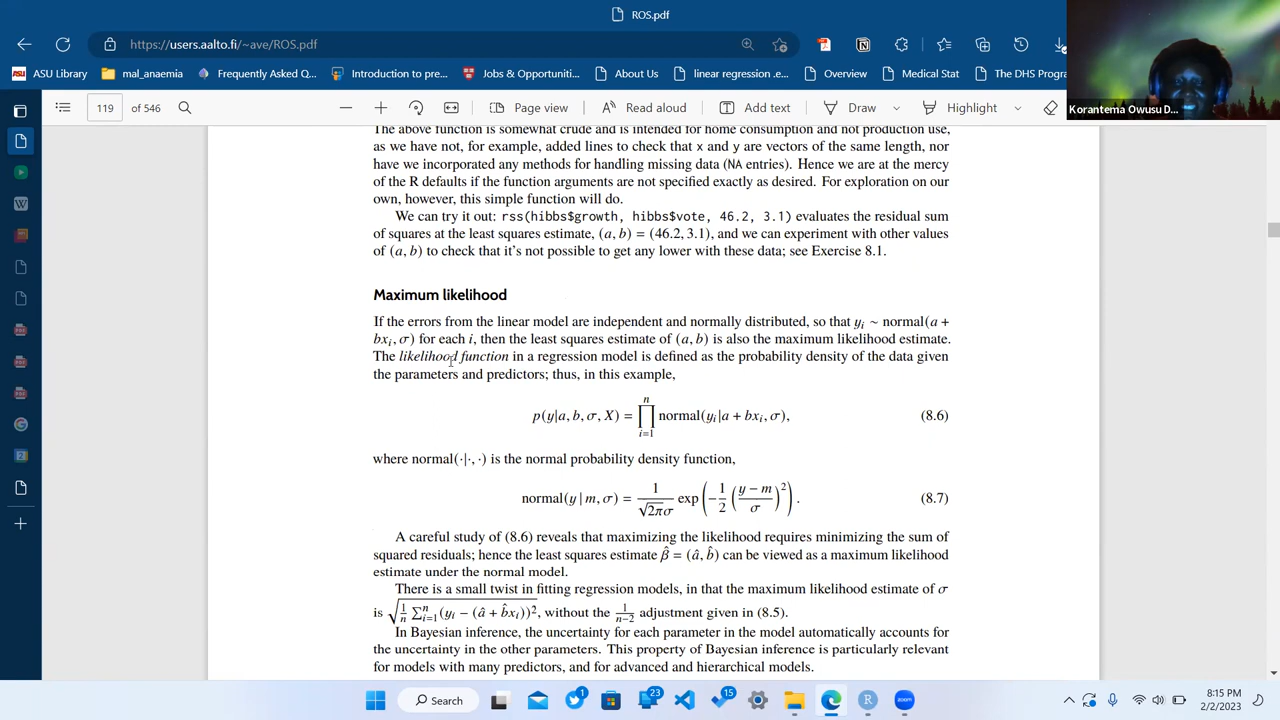 ROS.pdf
https://users.aalto.fi/~ave/ROS.pdf
ASU Library
mal_anaemia
Frequently Asked Q...
Introduction to pre...
Jobs & Opportuniti...
About Us
linear regression .e...
Overview
Medical Stat
The DHS Progra
Korantema Owusu D...
119 of 546
Page view
Read aloud
Add text
Draw
Highlight
The above function is somewhat crude and is intended for home consumption and not production use,
as we have not, for example, added lines to check that x and y are vectors of the same length, nor
have we incorporated any methods for handling missing data (NA entries). Hence we are at the mercy
of the R defaults if the function arguments are not specified exactly as desired. For exploration on our
own, however, this simple function will do.
We can try it out: rss(hibbs$growth, hibbs$vote, 46.2, 3.1) evaluates the residual sum
of squares at the least squares estimate, (a, b) = (46.2, 3.1), and we can experiment with other values
of (a, b) to check that it's not possible to get any lower with these data; see Exercise 8.1.
Maximum likelihood
If the errors from the linear model are independent and normally distributed, so that yᵢ ~ normal(a +
bxᵢ, σ) for each i, then the least squares estimate of (a, b) is also the maximum likelihood estimate.
The likelihood function in a regression model is defined as the probability density of the data given
the parameters and predictors; thus, in this example,
p(y|a, b, σ, X) = ∏ᵢ₌₁ⁿ normal(yᵢ|a + bxᵢ, σ), (8.6)
where normal(·|·, ·) is the normal probability density function,
normal(y | m, σ) = 1/(√2πσ) exp(−1/2 ((y−m)/σ)²). (8.7)
A careful study of (8.6) reveals that maximizing the likelihood requires minimizing the sum of
squared residuals; hence the least squares estimate β̂ = (â, b̂) can be viewed as a maximum likelihood
estimate under the normal model.
There is a small twist in fitting regression models, in that the maximum likelihood estimate of σ
is √(1/n ∑ᵢ₌₁ⁿ(yᵢ − (â + b̂xᵢ))²), without the 1/(n−2) adjustment given in (8.5).
In Bayesian inference, the uncertainty for each parameter in the model automatically accounts for
the uncertainty in the other parameters. This property of Bayesian inference is particularly relevant
for models with many predictors, and for advanced and hierarchical models.
Search
1
23
15
zoom
8:15 PM
2/2/2023